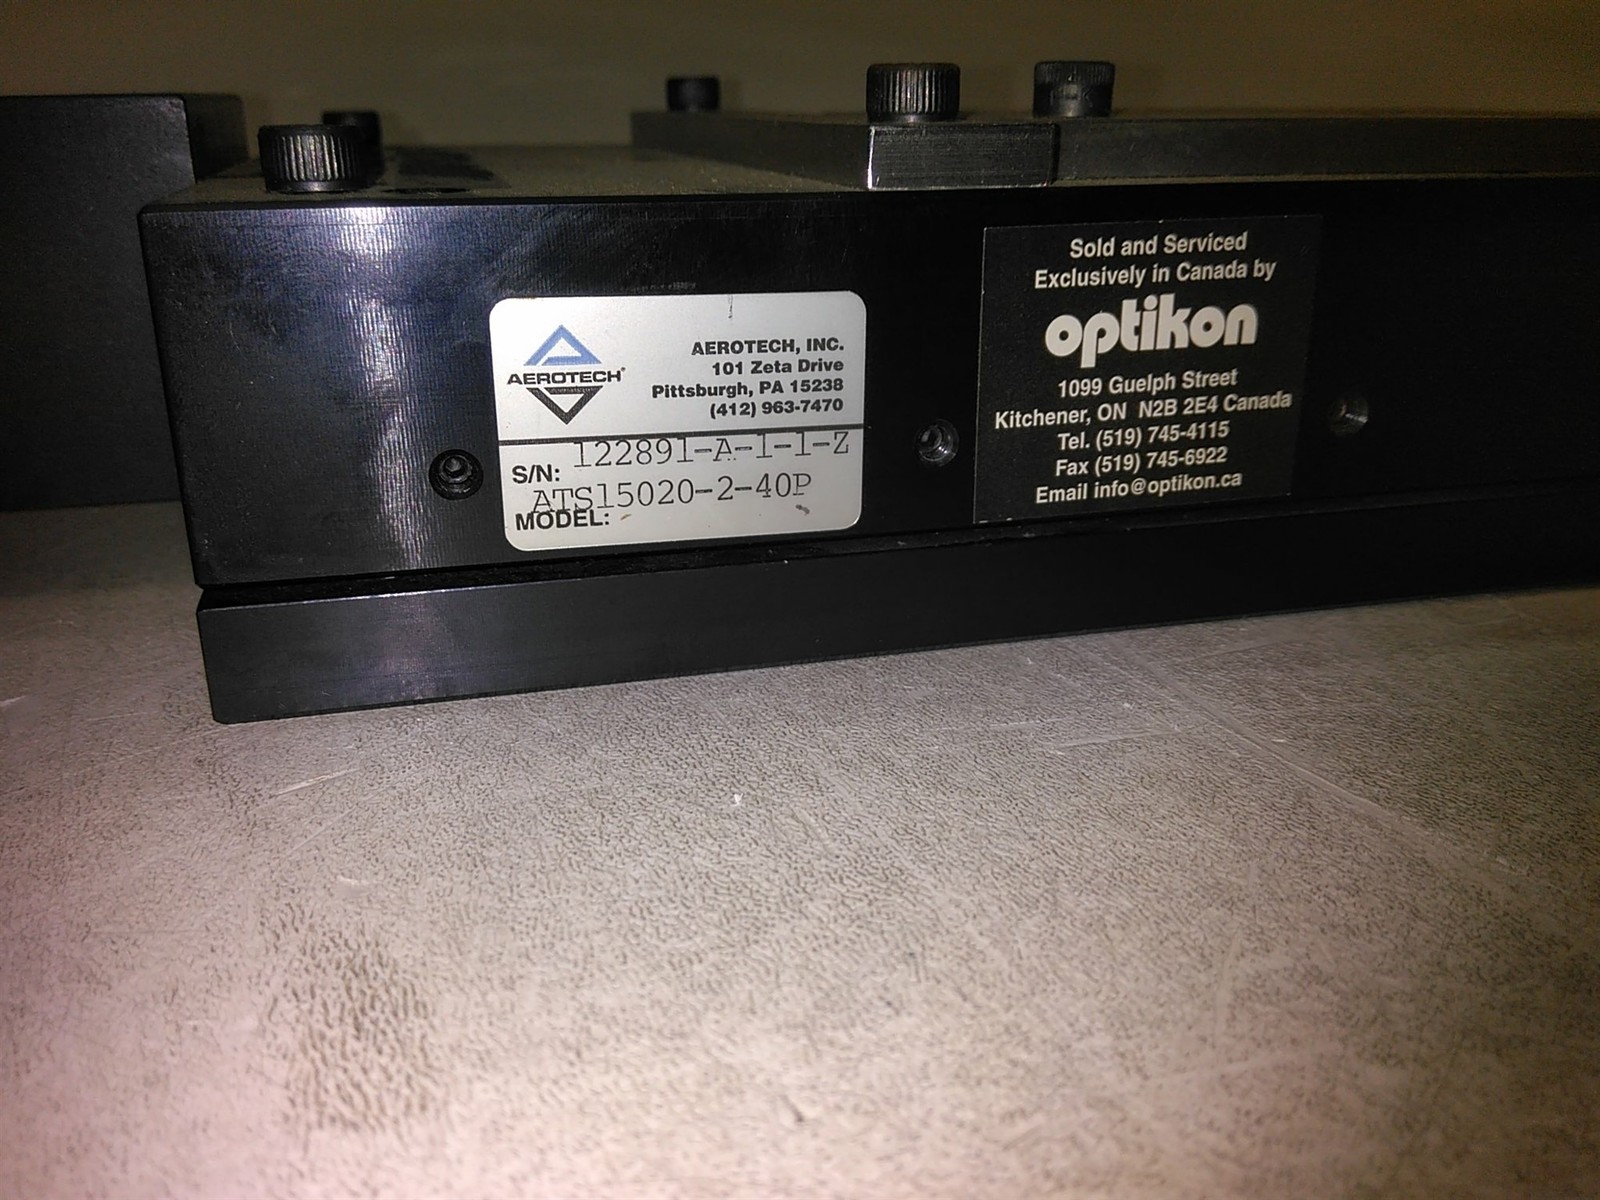 AEROTECH®
AEROTECH, INC.
101 Zeta Drive
Pittsburgh, PA 15238
(412) 963-7470
S/N: 122891-A-1-1-Z
MODEL: ATS15020-2-40P
Sold and Serviced
Exclusively in Canada by
optikon
1099 Guelph Street
Kitchener, ON N2B 2E4 Canada
Tel. (519) 745-4115
Fax (519) 745-6922
Email info@optikon.ca